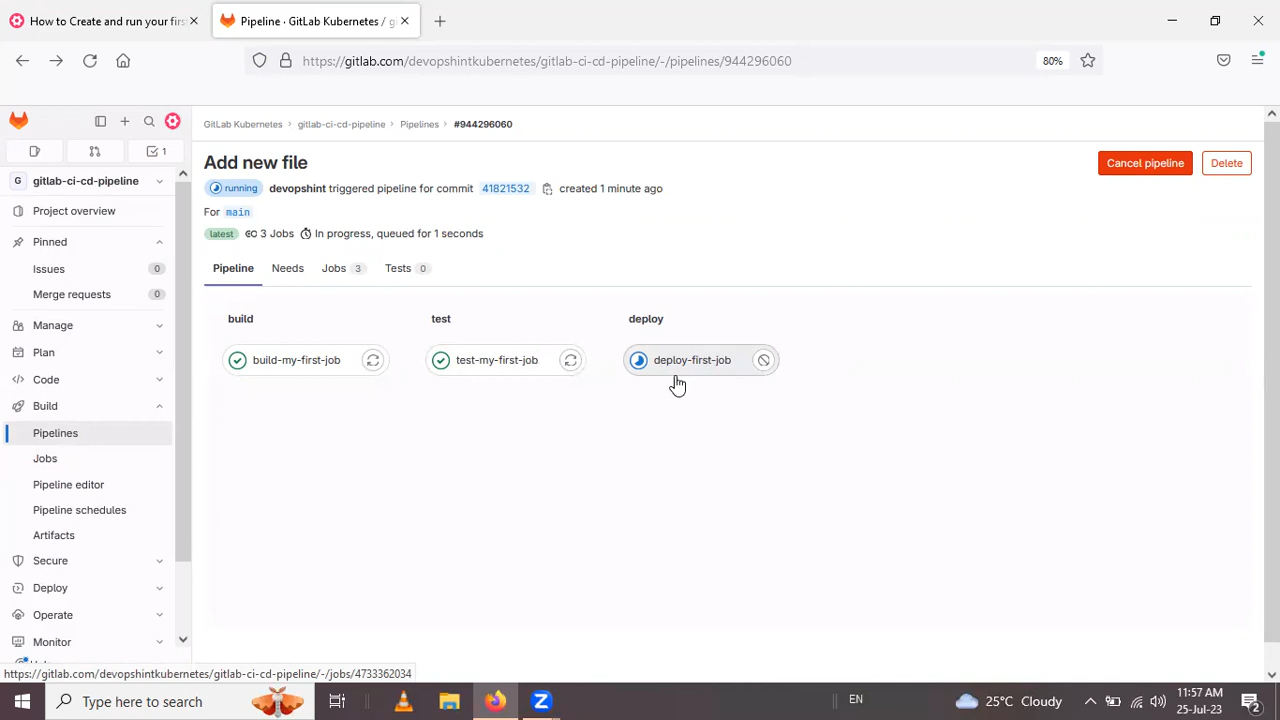 How to Create and run your firs
Pipeline · GitLab Kubernetes / g
https://gitlab.com/devopshintkubernetes/gitlab-ci-cd-pipeline/-/pipelines/944296060
80%
1
G gitlab-ci-cd-pipeline
Project overview
Pinned
Issues 0
Merge requests 0
Manage
Plan
Code
Build
Pipelines
Jobs
Pipeline editor
Pipeline schedules
Artifacts
Secure
Deploy
Operate
Monitor
GitLab Kubernetes > gitlab-ci-cd-pipeline > Pipelines > #944296060
Add new file
Cancel pipeline
Delete
running devopshint triggered pipeline for commit 41821532 created 1 minute ago
For main
latest 3 Jobs In progress, queued for 1 seconds
Pipeline Needs Jobs 3 Tests 0
build test deploy
build-my-first-job test-my-first-job deploy-first-job
https://gitlab.com/devopshintkubernetes/gitlab-ci-cd-pipeline/-/jobs/4733362034
Type here to search
EN
25°C Cloudy
11:57 AM
25-Jul-23
2